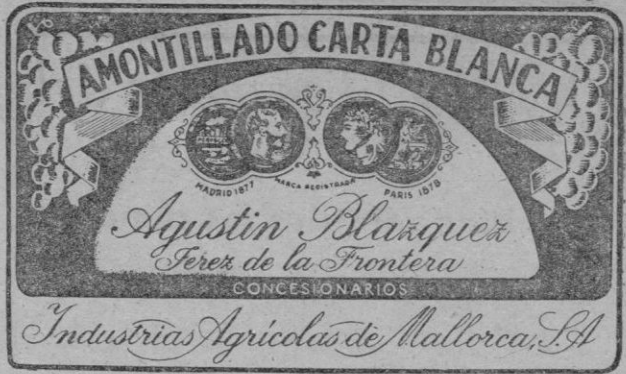 AMONTILLADO CARTA BLANCA
MADRID 1877 MARCA REGISTRADA PARIS 1878
Agustin Blazquez
Jerez de la Frontera
CONCESIONARIOS
Industrias Agrícolas de Mallorca, S.A